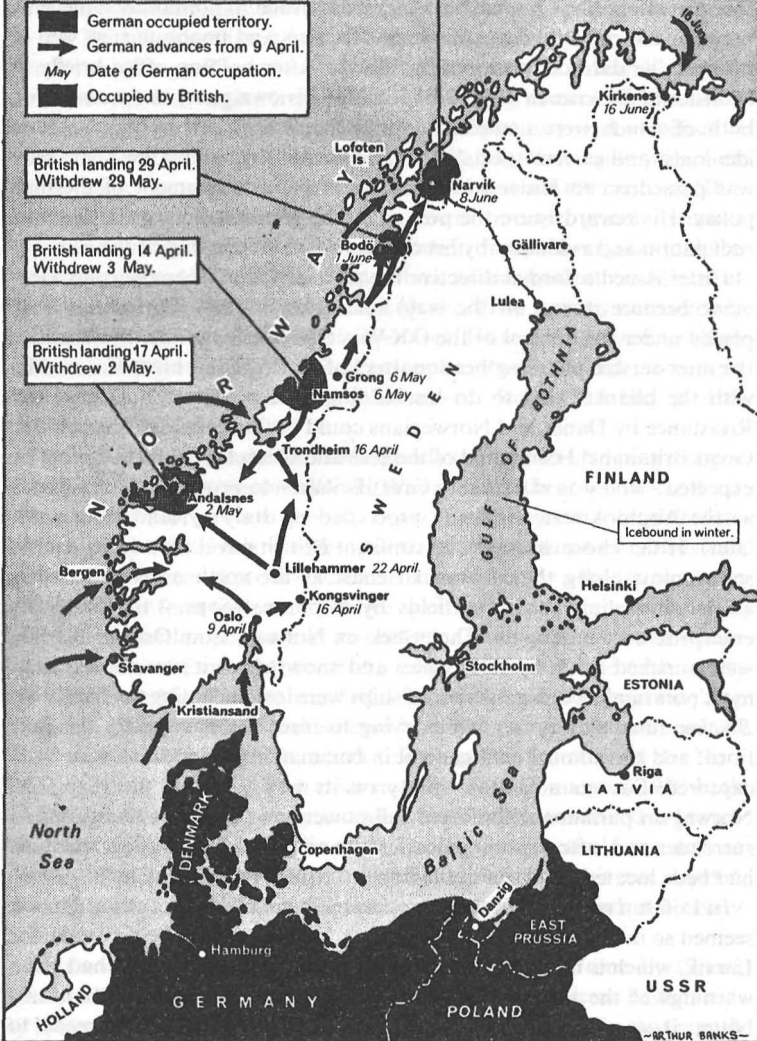 German occupied territory.
German advances from 9 April.
May Date of German occupation.
Occupied by British.
British landing 29 April.
Withdrew 29 May.
British landing 14 April.
Withdrew 3 May.
British landing 17 April.
Withdrew 2 May.
16 June
Kirkenes
16 June
Lofoten
Is.
Narvik
8 June
Bodö
1 June
Gällivare
Lulea
NORWAY
Grong 6 May
Namsos
6 May
Trondheim 16 April
SWEDEN
GULF OF BOTHNIA
FINLAND
Icebound in winter.
Andalsnes
2 May
Lillehammer 22 April
Kongsvinger
16 April
Bergen
Oslo
9 April
Helsinki
Stavanger
Stockholm
Kristiansand
ESTONIA
Riga
LATVIA
North
Sea
DENMARK
Copenhagen
Baltic Sea
LITHUANIA
Danzig
EAST
PRUSSIA
Hamburg
HOLLAND
GERMANY
POLAND
USSR
~ARTHUR BANKS~